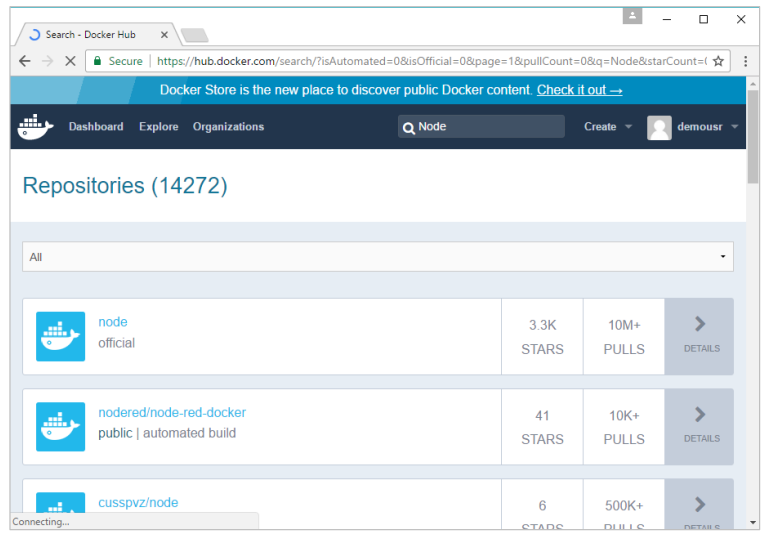 Search - Docker Hub
Secure | https://hub.docker.com/search/?isAutomated=0&isOfficial=0&page=1&pullCount=0&q=Node&starCount=(
Docker Store is the new place to discover public Docker content. Check it out →
Dashboard Explore Organizations Node Create demousr
Repositories (14272)
All
node
official
3.3K
STARS
10M+
PULLS
DETAILS
nodered/node-red-docker
public | automated build
41
STARS
10K+
PULLS
DETAILS
cusspvz/node
6
STARS
500K+
PULLS
DETAILS
Connecting...